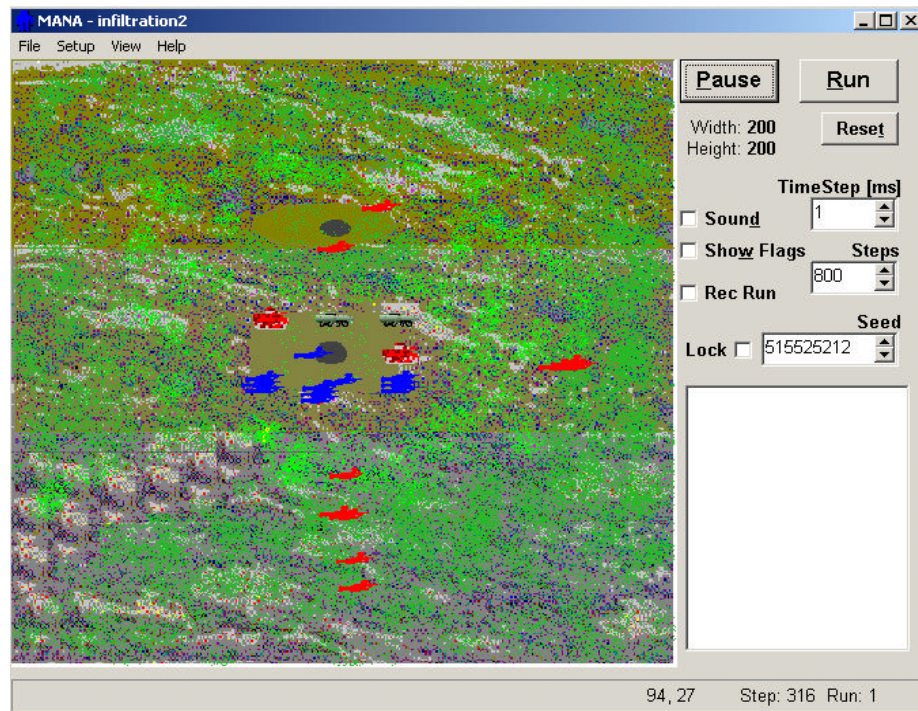 MANA - infiltration2
File Setup View Help
Pause Run
Width: 200
Height: 200
Reset
TimeStep [ms]
Sound 1
Show Flags Steps
800
Rec Run
Seed
Lock 515525212
94, 27 Step: 316 Run: 1